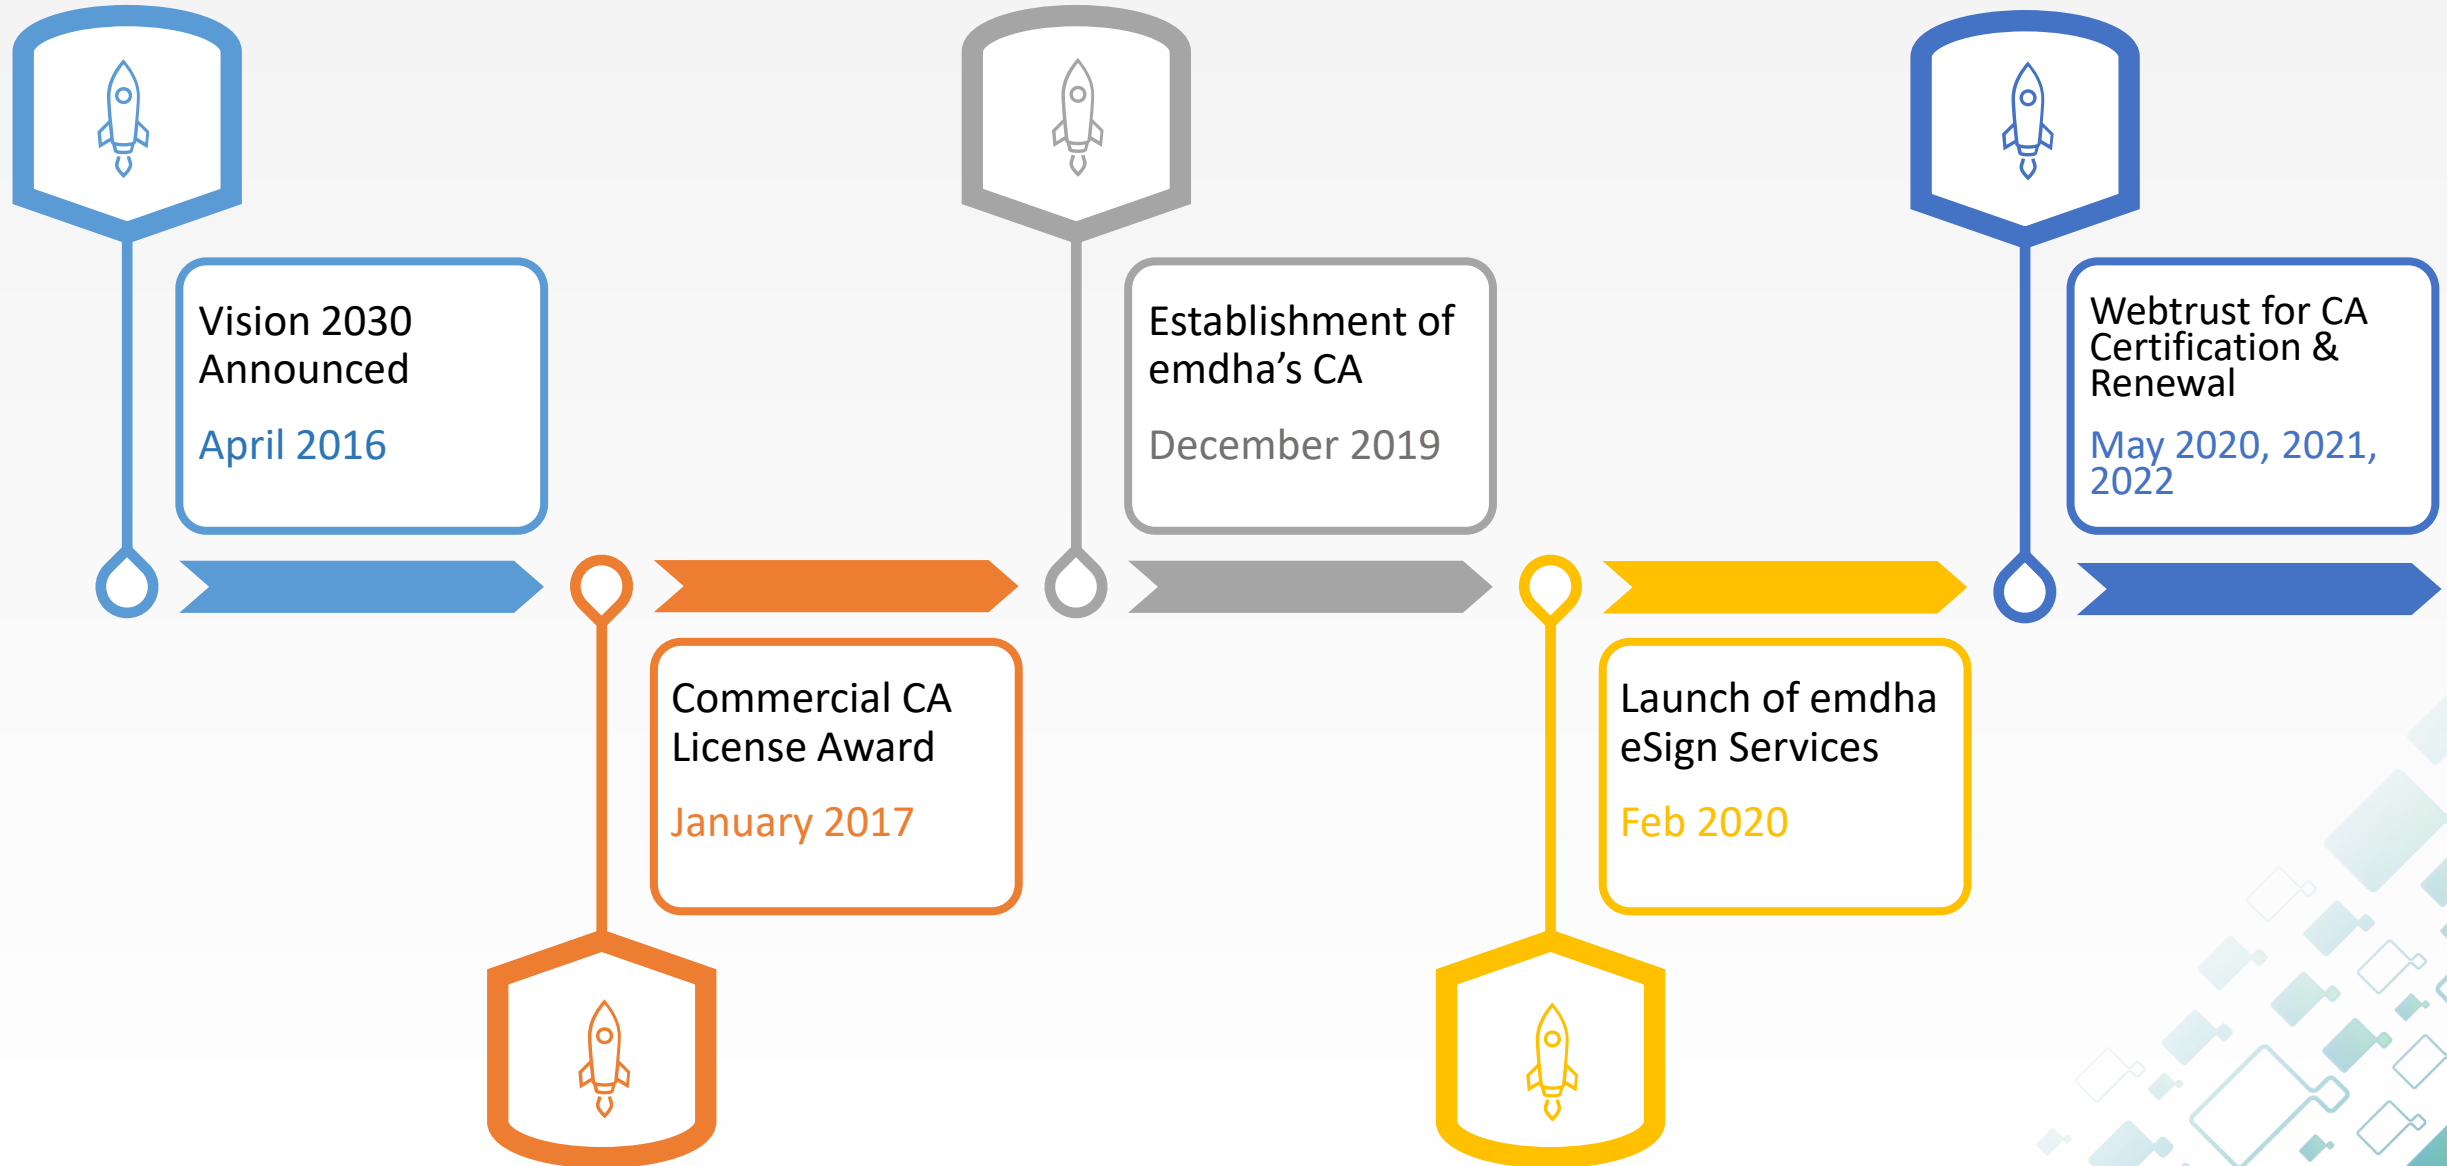 Vision 2030
Announced
April 2016
Commercial CA
License Award
January 2017
Establishment of
emdha’s CA
December 2019
Launch of emdha
eSign Services
Feb 2020
Webtrust for CA
Certification &
Renewal
May 2020, 2021,
2022